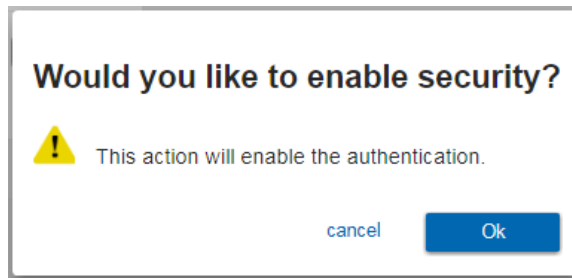 Would you like to enable security?
This action will enable the authentication.
cancel Ok